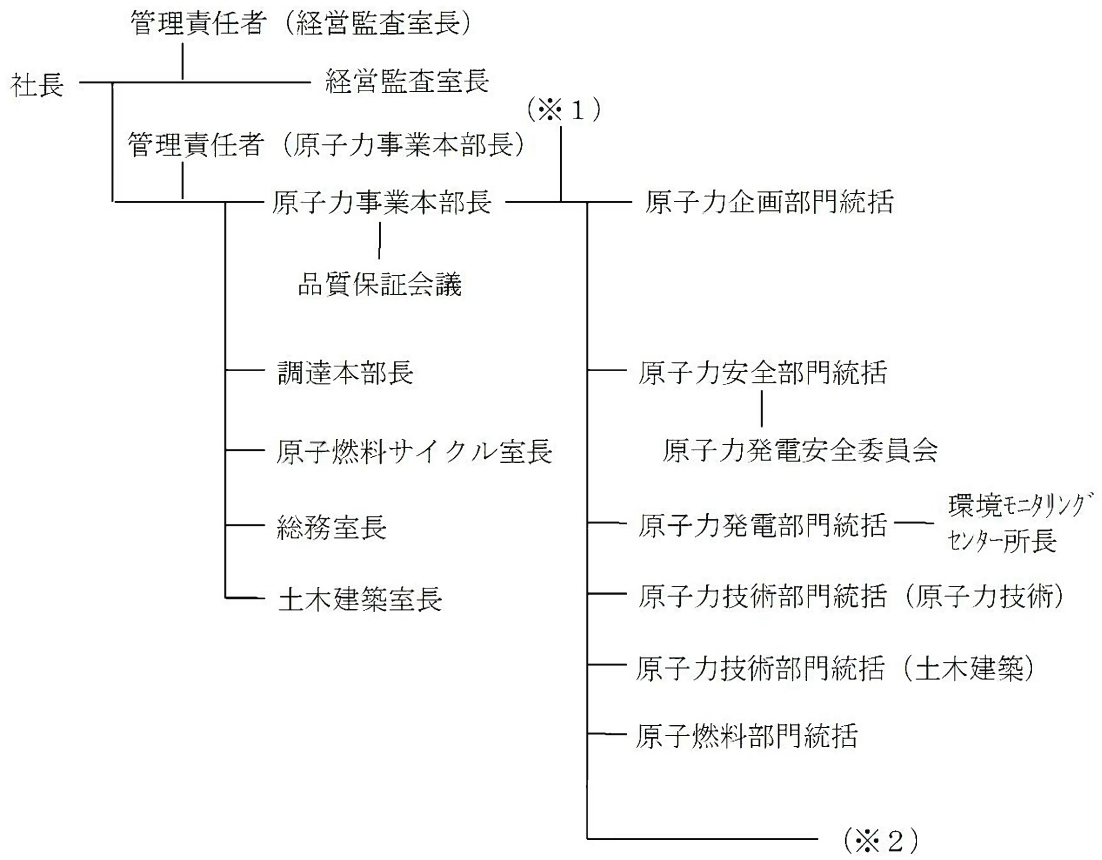 管理責任者（経営監査室長）
社長
経営監査室長
（※１）
管理責任者（原子力事業本部長）
原子力事業本部長
原子力企画部門統括
品質保証会議
調達本部長
原子力安全部門統括
原子力発電安全委員会
原子燃料サイクル室長
環境ﾓﾆﾀﾘﾝｸﾞ
ｾﾝﾀｰ所長
総務室長
原子力発電部門統括
土木建築室長
原子力技術部門統括（原子力技術）
原子力技術部門統括（土木建築）
原子燃料部門統括
（※２）